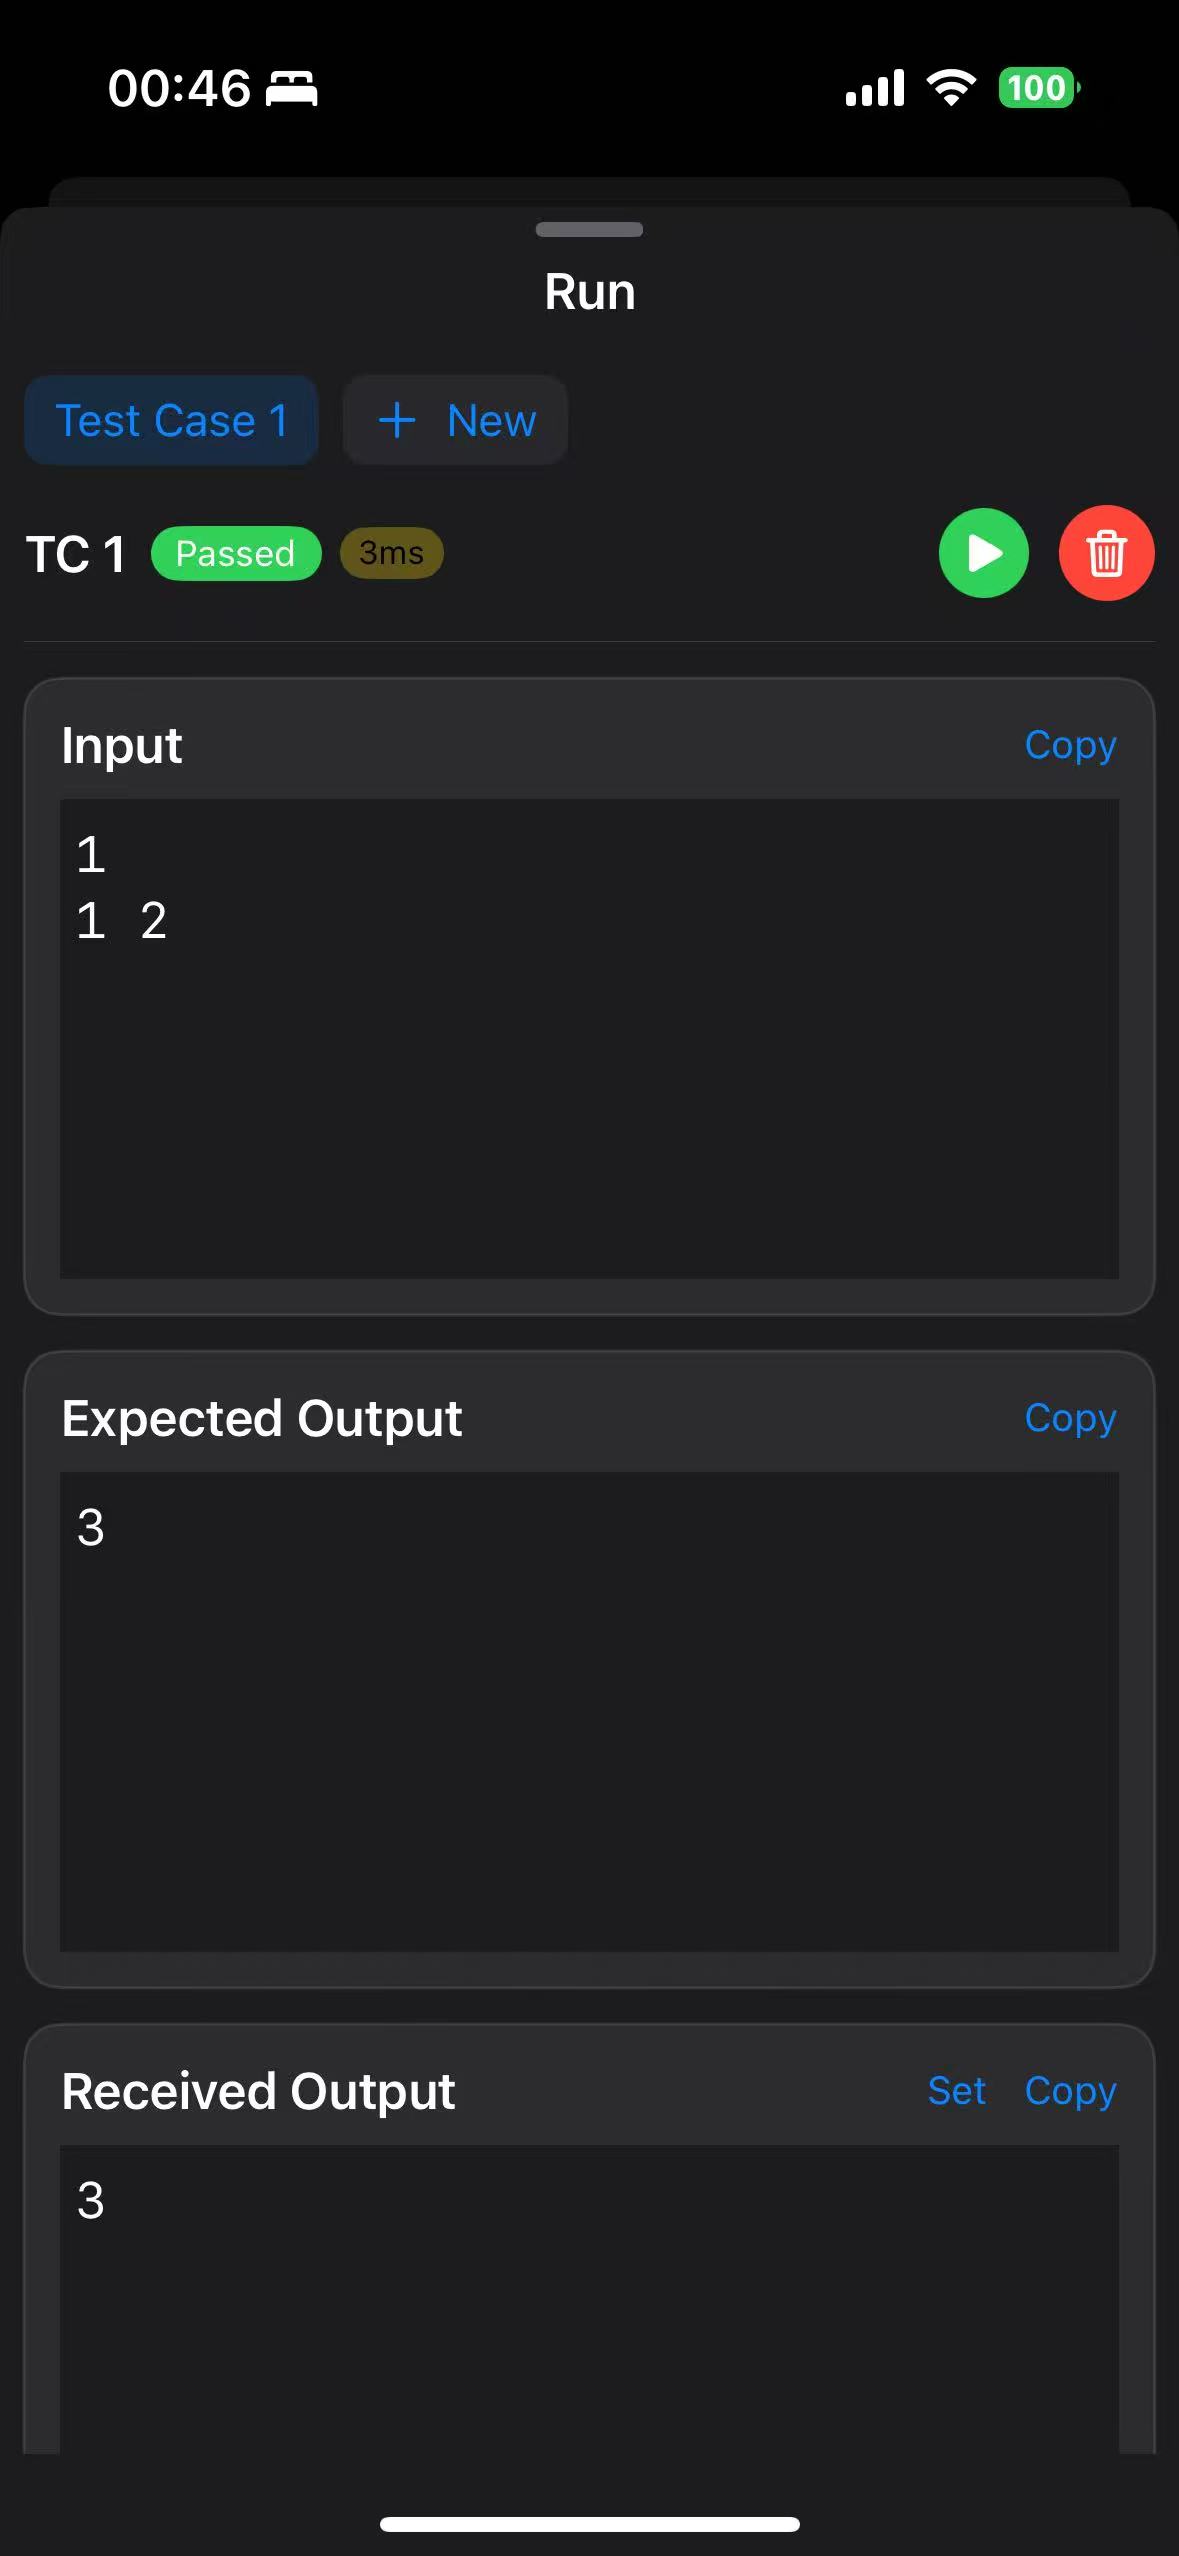 00:46 100
Run
Test Case 1 + New
TC 1 Passed 3ms
Input Copy
1
1 2
Expected Output Copy
3
Received Output Set Copy
3